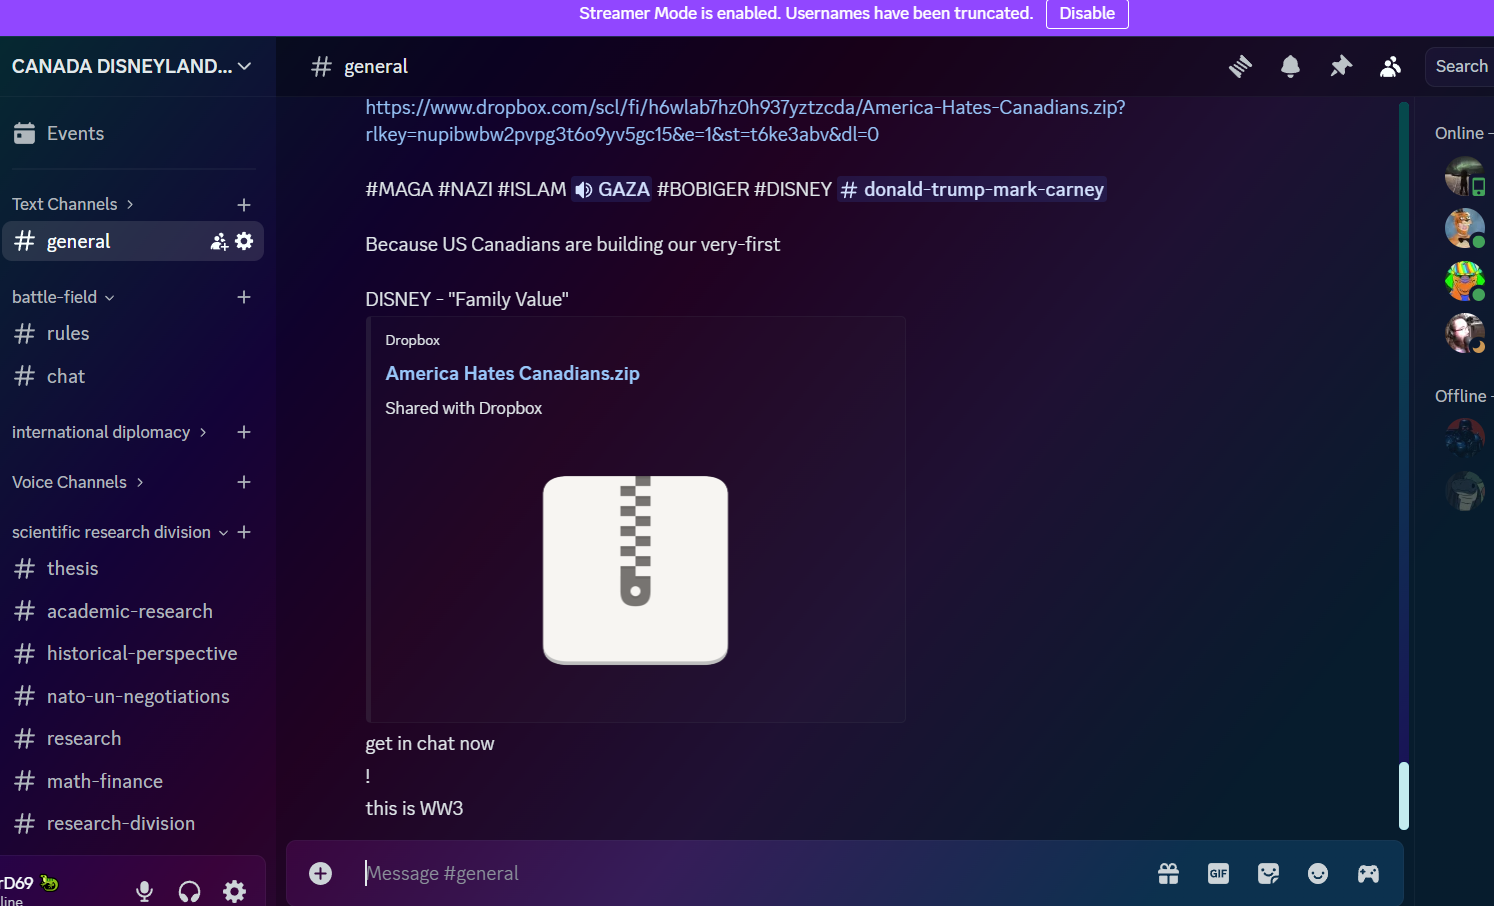 Streamer Mode is enabled. Usernames have been truncated. Disable
CANADA DISNEYLAND...
general
Search
Events
Text Channels
general
battle-field
rules
chat
international diplomacy
Voice Channels
scientific research division
thesis
academic-research
historical-perspective
nato-un-negotiations
research
math-finance
research-division
rD69
line
https://www.dropbox.com/scl/fi/h6wlab7hz0h937yztzcda/America-Hates-Canadians.zip?
rlkey=nupibwbw2pvpg3t6o9yv5gc15&e=1&st=t6ke3abv&dl=0
#MAGA #NAZI #ISLAM GAZA #BOBIGER #DISNEY # donald-trump-mark-carney
Because US Canadians are building our very-first
DISNEY - "Family Value"
Dropbox
America Hates Canadians.zip
Shared with Dropbox
get in chat now
!
this is WW3
Message #general
GIF
Online -
Offline -